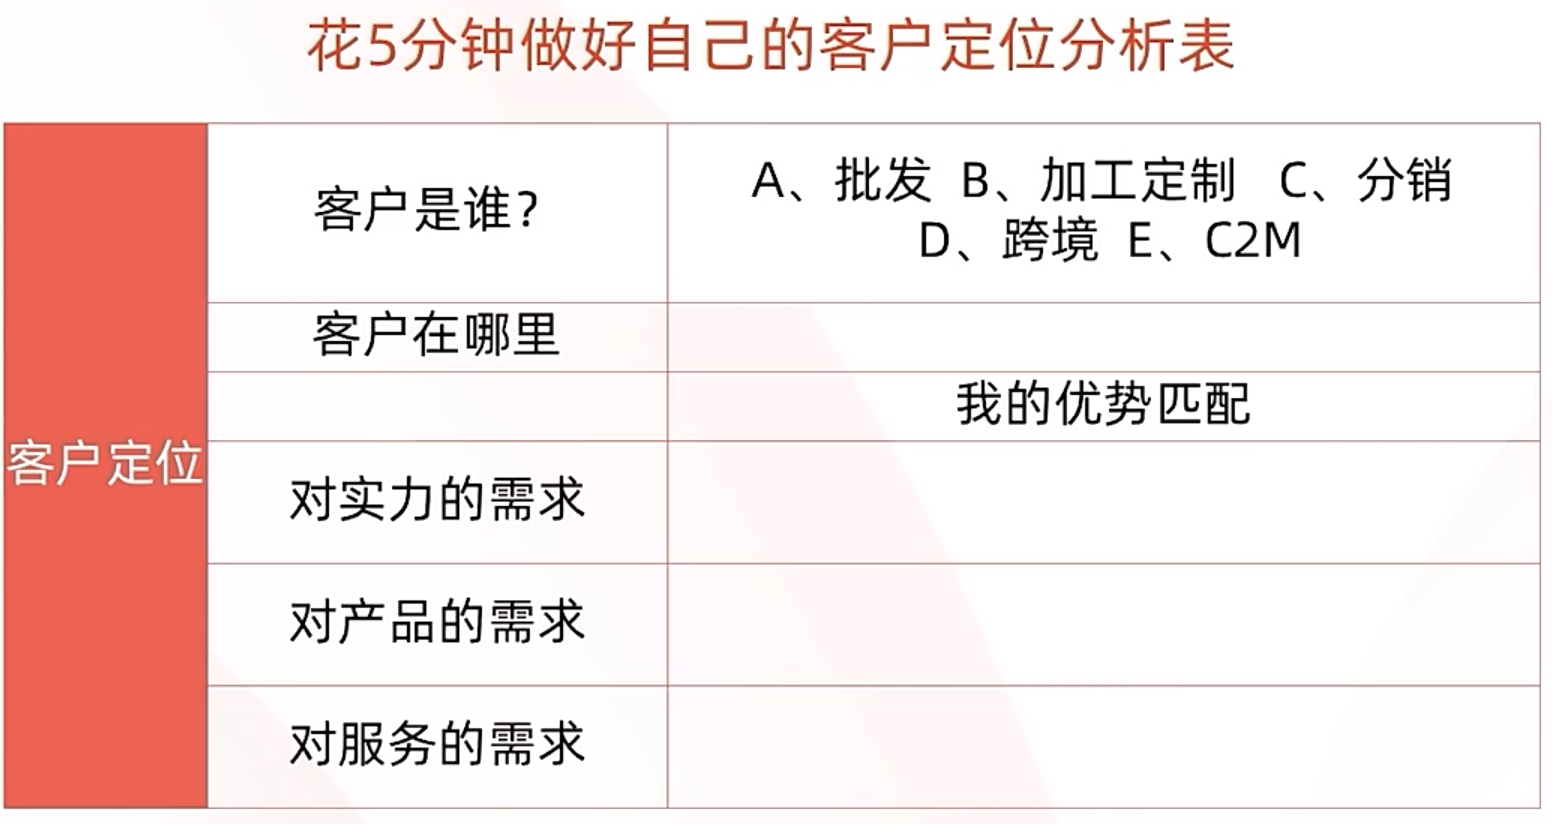 花5分钟做好自己的客户定位分析表
客户定位
客户是谁？
A、批发 B、加工定制 C、分销
D、跨境 E、C2M
客户在哪里
我的优势匹配
对实力的需求
对产品的需求
对服务的需求